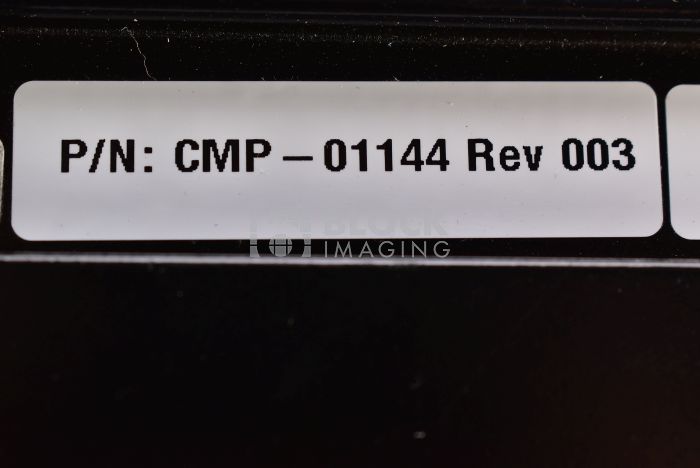 P/N: CMP-01144 Rev 003
BLOCK
IMAGING